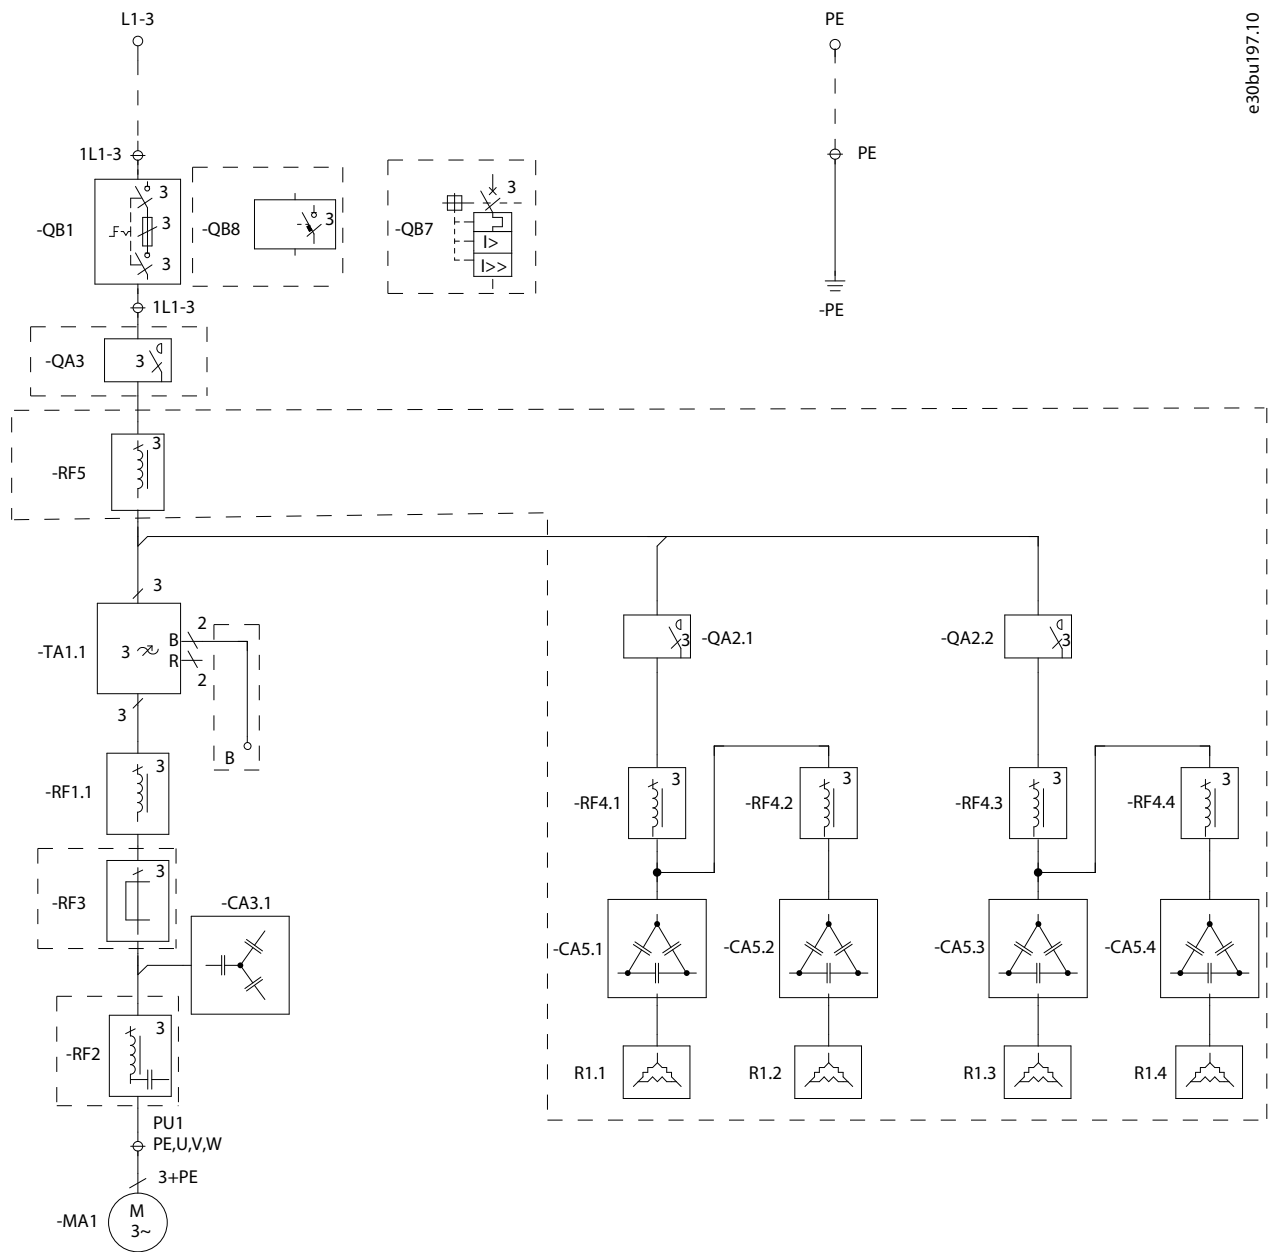 L1-3
PE
e30bu197.10
1L1-3
PE
3
-QB1
3
3
-QB8
3
-QB7
3
I>
I>>
1L1-3
-PE
-QA3
3
3
-RF5
3
-TA1.1
3
B
R
2
2
3
B
-QA2.1
3
-QA2.2
3
-RF1.1
3
-RF4.1
3
-RF4.2
3
-RF4.3
3
-RF4.4
3
-RF3
3
-CA3.1
-CA5.1
-CA5.2
-CA5.3
-CA5.4
-RF2
3
R1.1
R1.2
R1.3
R1.4
PU1
PE,U,V,W
3+PE
-MA1
M
3~